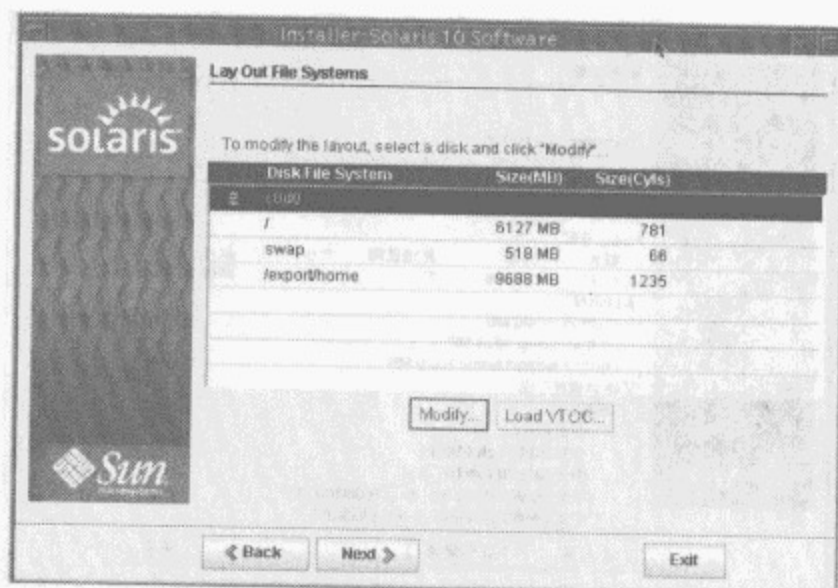 Installer-Solaris 10 Software
Lay Out File Systems
solaris
To modify the layout, select a disk and click "Modify"...
Disk File System Size(MB) Size(Cyls)
/ 6127 MB 781
swap 518 MB 66
/export/home 9688 MB 1235
Modify... Load VTOC...
Sun
microsystems
Back Next Exit